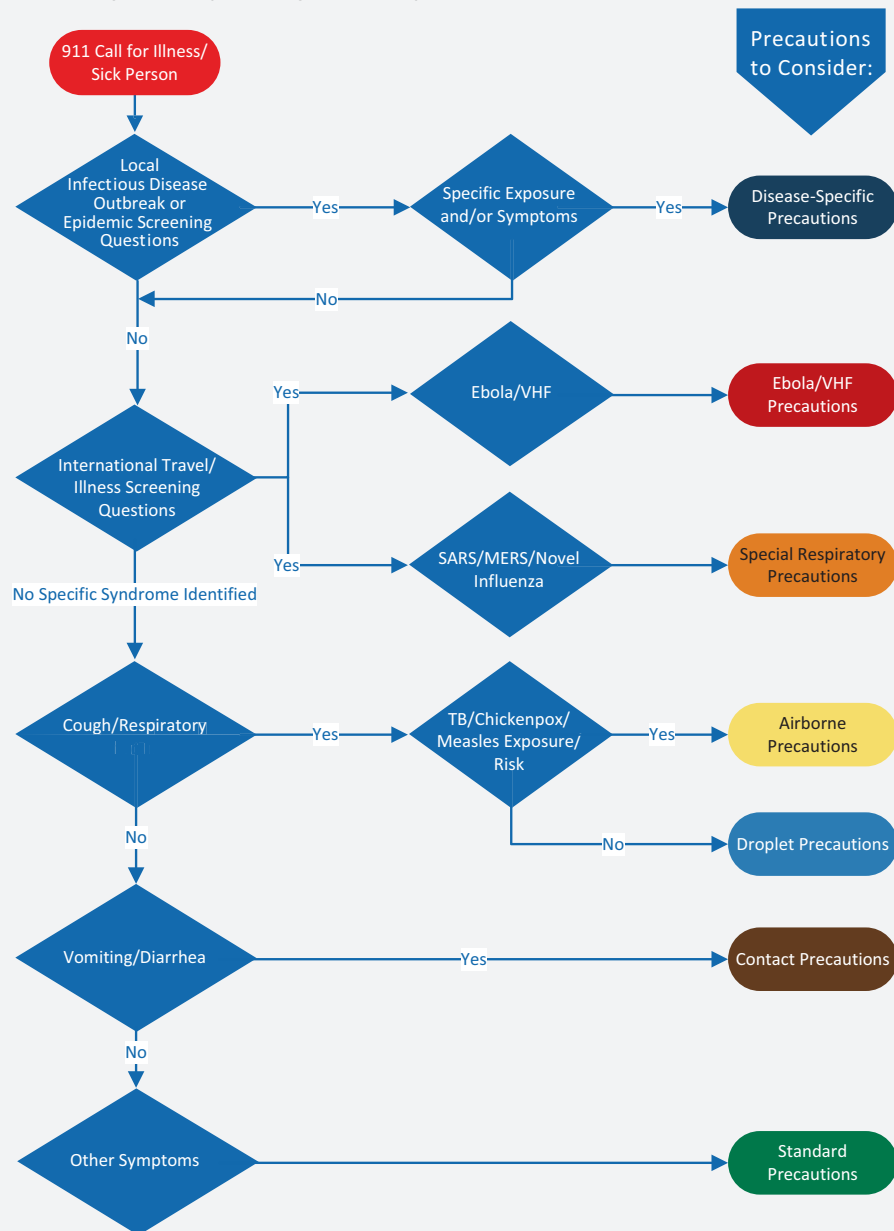 911 Call for Illness/
Sick Person
Precautions
to Consider:
Local
Infectious Disease
Outbreak or
Epidemic Screening
Questions
Yes
Specific Exposure
and/or Symptoms
Yes
Disease-Specific
Precautions
No
No
International Travel/
Illness Screening
Questions
Yes
Ebola/VHF
Ebola/VHF
Precautions
Yes
SARS/MERS/Novel
Influenza
Special Respiratory
Precautions
No Specific Syndrome Identified
Cough/Respiratory
Yes
TB/Chickenpox/
Measles Exposure/
Risk
Yes
Airborne
Precautions
No
No
Droplet Precautions
Vomiting/Diarrhea
Yes
Contact Precautions
No
Other Symptoms
Standard
Precautions